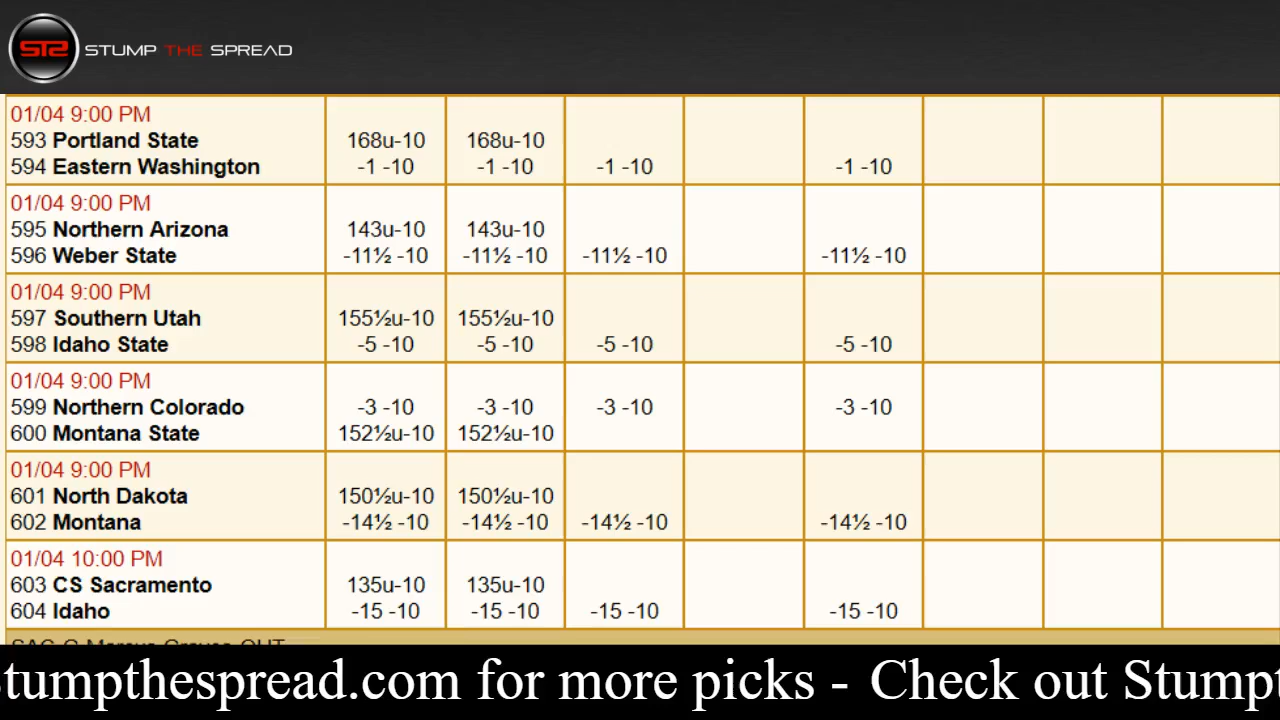 STS STUMP THE SPREAD
01/04 9:00 PM
593 Portland State 168u-10 168u-10
594 Eastern Washington -1 -10 -1 -10 -1 -10 -1 -10
01/04 9:00 PM
595 Northern Arizona 143u-10 143u-10
596 Weber State -11½ -10 -11½ -10 -11½ -10 -11½ -10
01/04 9:00 PM
597 Southern Utah 155½u-10 155½u-10
598 Idaho State -5 -10 -5 -10 -5 -10 -5 -10
01/04 9:00 PM
599 Northern Colorado -3 -10 -3 -10 -3 -10 -3 -10
600 Montana State 152½u-10 152½u-10
01/04 9:00 PM
601 North Dakota 150½u-10 150½u-10
602 Montana -14½ -10 -14½ -10 -14½ -10 -14½ -10
01/04 10:00 PM
603 CS Sacramento 135u-10 135u-10
604 Idaho -15 -10 -15 -10 -15 -10 -15 -10
tumpthespread.com for more picks - Check out Stump